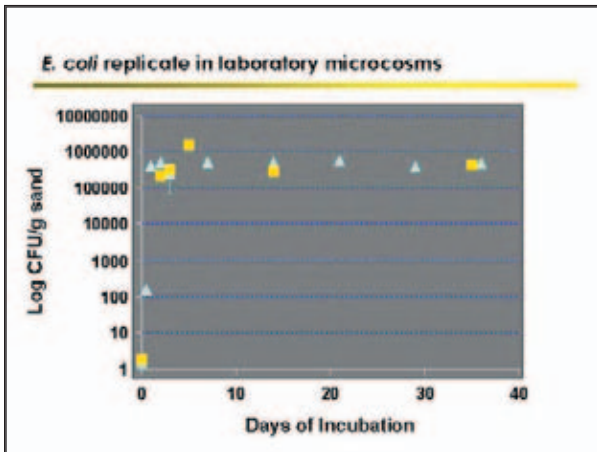 E. coli replicate in laboratory microcosms
10000000
1000000
100000
10000
1000
100
10
1
Log CFU/g sand
0 10 20 30 40
Days of Incubation